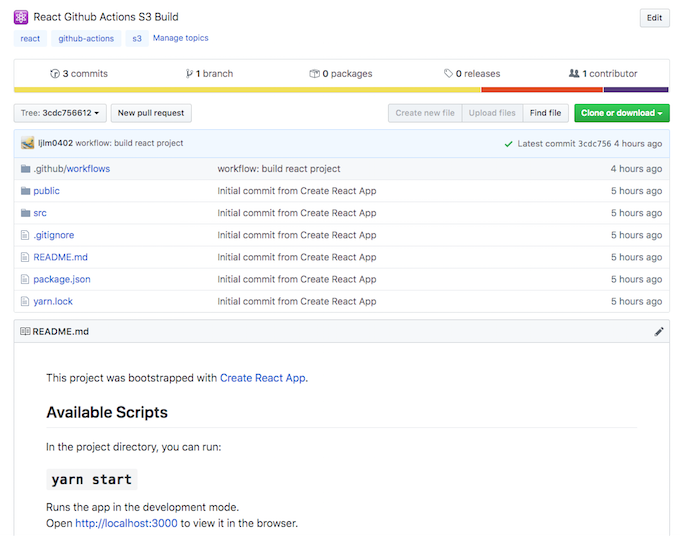 React Github Actions S3 Build
Edit
react github-actions s3 Manage topics
3 commits 1 branch 0 packages 0 releases 1 contributor
Tree: 3cdc756612 New pull request Create new file Upload files Find file Clone or download
ljlm0402 workflow: build react project Latest commit 3cdc756 4 hours ago
.github/workflows workflow: build react project 4 hours ago
public Initial commit from Create React App 5 hours ago
src Initial commit from Create React App 5 hours ago
.gitignore Initial commit from Create React App 5 hours ago
README.md Initial commit from Create React App 5 hours ago
package.json Initial commit from Create React App 5 hours ago
yarn.lock Initial commit from Create React App 5 hours ago
README.md
This project was bootstrapped with Create React App.
Available Scripts
In the project directory, you can run:
yarn start
Runs the app in the development mode.
Open http://localhost:3000 to view it in the browser.